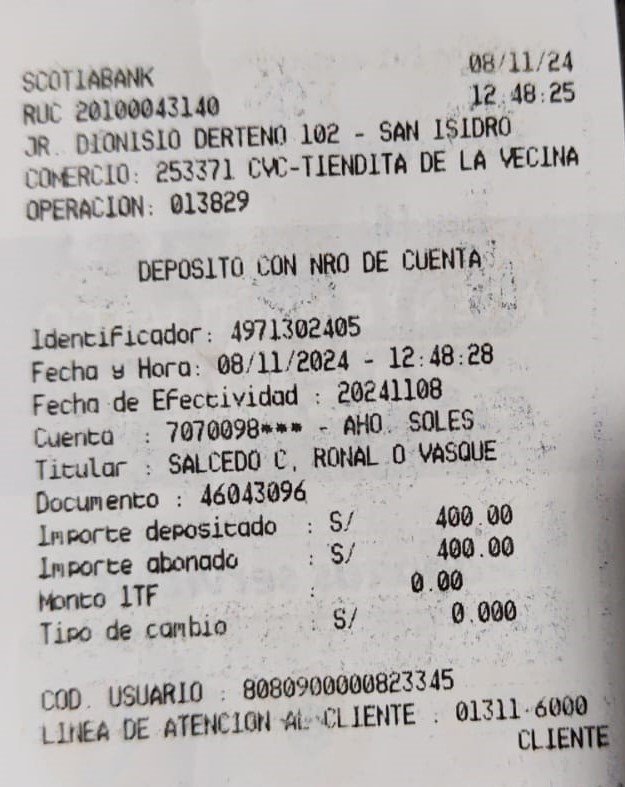 SCOTIABANK 08/11/24
RUC 20100043140 12:48:25
JR. DIONISIO DERTENO 102 - SAN ISIDRO
COMERCIO: 253371 CYC-TIENDITA DE LA VECINA
OPERACION: 013829
DEPOSITO CON NRO DE CUENTA
Identificador: 4971302405
Fecha y Hora: 08/11/2024 - 12:48:28
Fecha de Efectividad : 20241108
Cuenta : 7070098*** - AHO. SOLES
Titular : SALCEDO C, RONAL O VASQUE
Documento : 46043096
Importe depositado : S/ 400.00
Importe abonado : S/ 400.00
Monto ITF : 0.00
Tipo de cambio S/ 0.000
COD. USUARIO : 8080900000823345
LINEA DE ATENCION AL CLIENTE : 01311-6000
CLIENTE